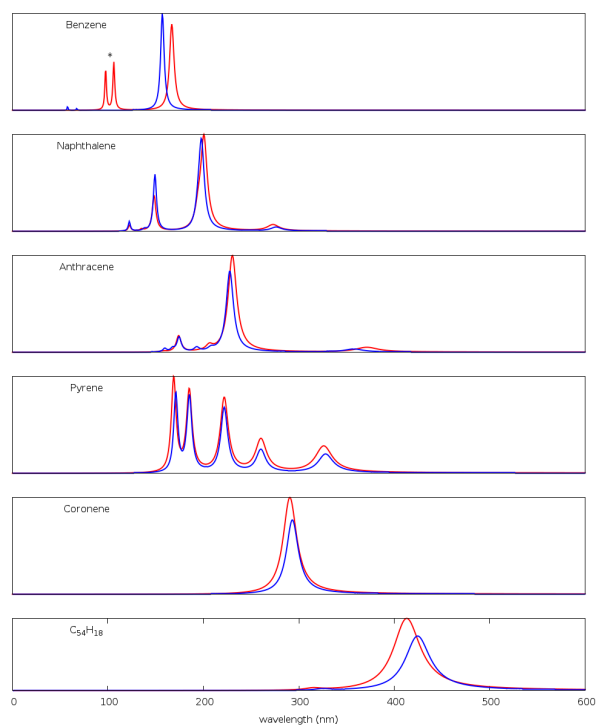 Benzene
*
Naphthalene
Anthracene
Pyrene
Coronene
C₅₄H₁₈
0 100 200 300 400 500 600
wavelength (nm)